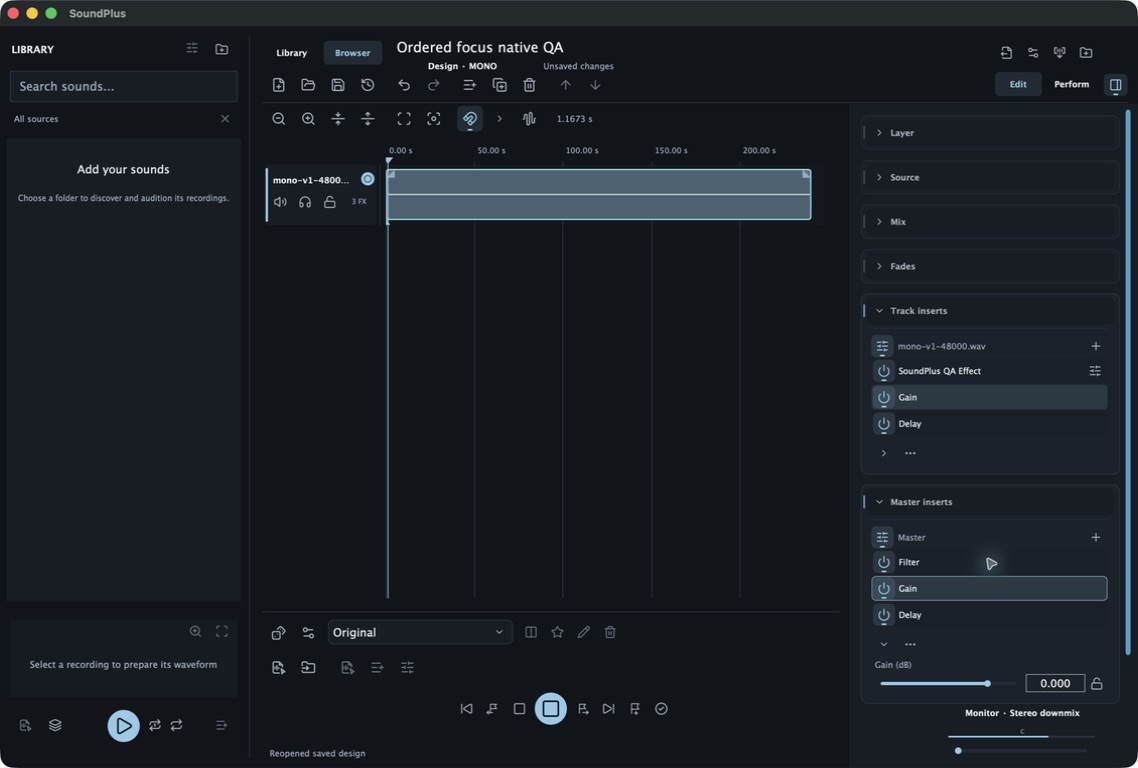 SoundPlus
LIBRARY
Search sounds...
All sources
Add your sounds
Choose a folder to discover and audition its recordings.
Select a recording to prepare its waveform
Library
Browser
Ordered focus native QA
Design · MONO
Unsaved changes
Edit
Perform
1.1673 s
0.00 s
50.00 s
100.00 s
150.00 s
200.00 s
mono-v1-4800...
3 FX
Original
Reopened saved design
Layer
Source
Mix
Fades
Track inserts
mono-v1-48000.wav
SoundPlus QA Effect
Gain
Delay
Master inserts
Master
Filter
Gain
Delay
Gain (dB)
0.000
Monitor · Stereo downmix
C